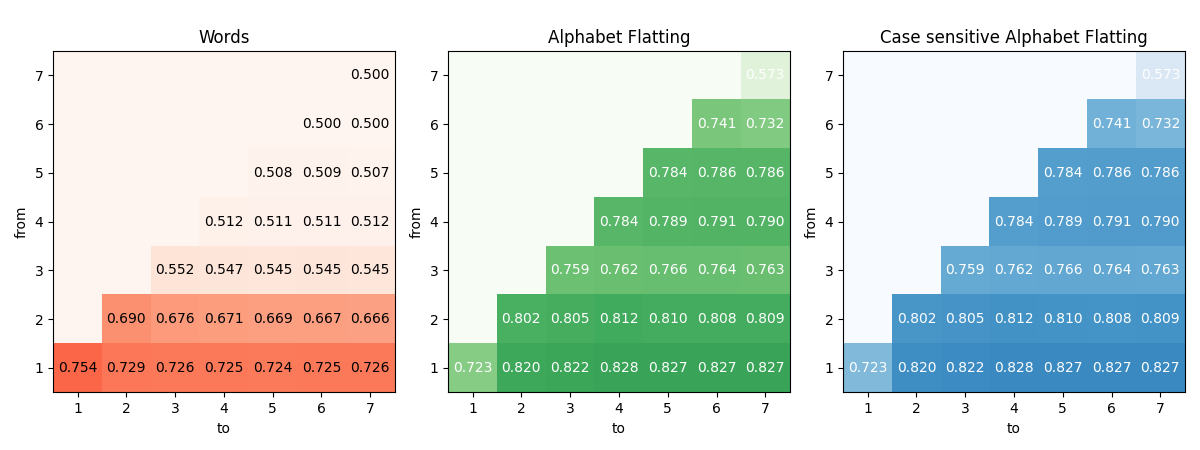 Words Alphabet Flatting Case sensitive Alphabet Flatting
7 0.500 7 0.573 7 0.573
6 0.500 0.500 6 0.741 0.732 6 0.741 0.732
5 0.508 0.509 0.507 5 0.784 0.786 0.786 5 0.784 0.786 0.786
from from from
4 0.512 0.511 0.511 0.512 4 0.784 0.789 0.791 0.790 4 0.784 0.789 0.791 0.790
3 0.552 0.547 0.545 0.545 0.545 3 0.759 0.762 0.766 0.764 0.763 3 0.759 0.762 0.766 0.764 0.763
2 0.690 0.676 0.671 0.669 0.667 0.666 2 0.802 0.805 0.812 0.810 0.808 0.809 2 0.802 0.805 0.812 0.810 0.808 0.809
1 0.754 0.729 0.726 0.725 0.724 0.725 0.726 1 0.723 0.820 0.822 0.828 0.827 0.827 0.827 1 0.723 0.820 0.822 0.828 0.827 0.827 0.827
1 2 3 4 5 6 7 1 2 3 4 5 6 7 1 2 3 4 5 6 7
to to to